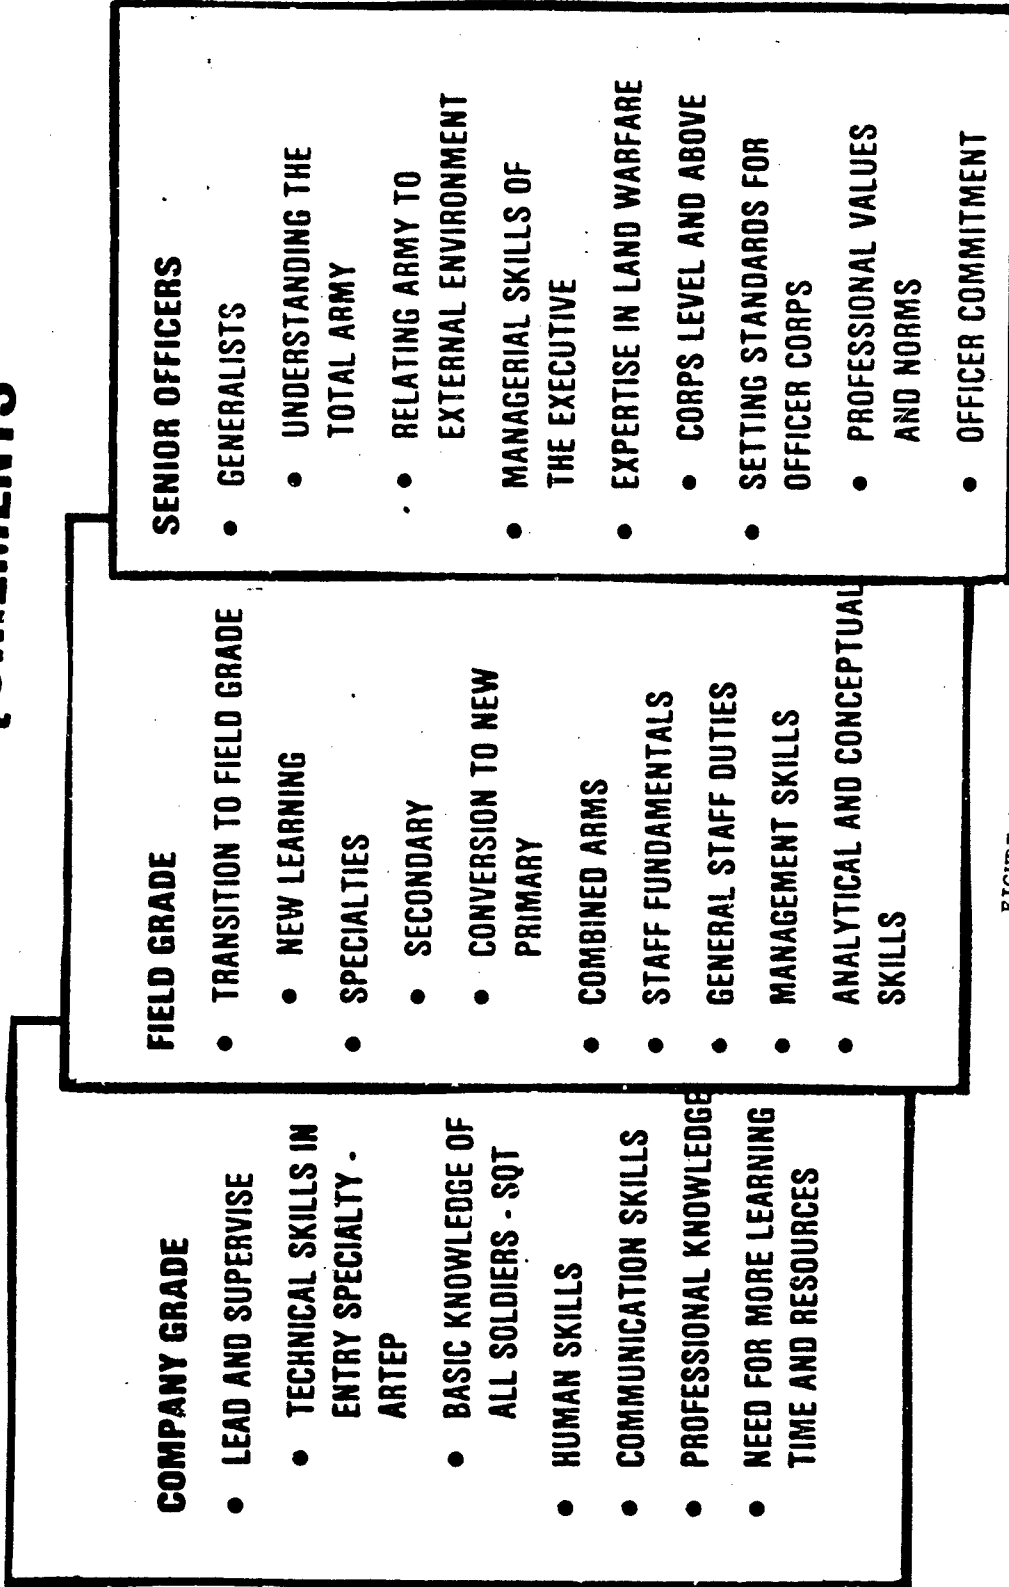 COMPANY GRADE
• LEAD AND SUPERVISE
• TECHNICAL SKILLS IN
ENTRY SPECIALTY -
ARTEP
• BASIC KNOWLEDGE OF
ALL SOLDIERS - SQT
• HUMAN SKILLS
• COMMUNICATION SKILLS
• PROFESSIONAL KNOWLEDGE
• NEED FOR MORE LEARNING
TIME AND RESOURCES
FIELD GRADE
• TRANSITION TO FIELD GRADE
• NEW LEARNING
• SPECIALTIES
• SECONDARY
• CONVERSION TO NEW
PRIMARY
• COMBINED ARMS
• STAFF FUNDAMENTALS
• GENERAL STAFF DUTIES
• MANAGEMENT SKILLS
• ANALYTICAL AND CONCEPTUAL
SKILLS
SENIOR OFFICERS
• GENERALISTS
• UNDERSTANDING THE
TOTAL ARMY
• RELATING ARMY TO
EXTERNAL ENVIRONMENT
• MANAGERIAL SKILLS OF
THE EXECUTIVE
• EXPERTISE IN LAND WARFARE
• CORPS LEVEL AND ABOVE
• SETTING STANDARDS FOR
OFFICER CORPS
• PROFESSIONAL VALUES
AND NORMS
• OFFICER COMMITMENT